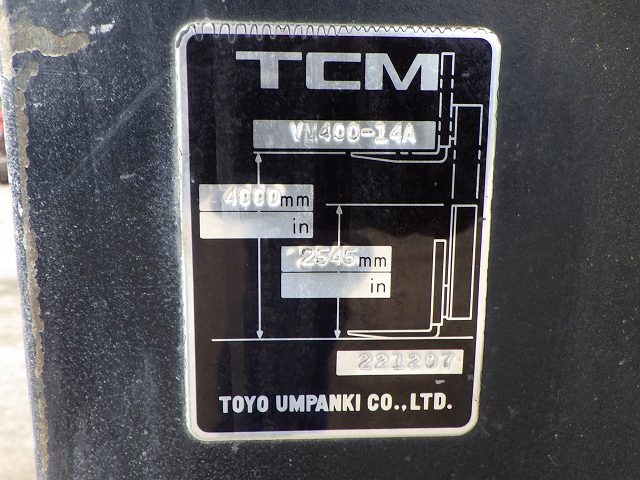 TCM
VM400-14A
4000mm
in
2545mm
in
221207
TOYO UMPANKI CO.,LTD.